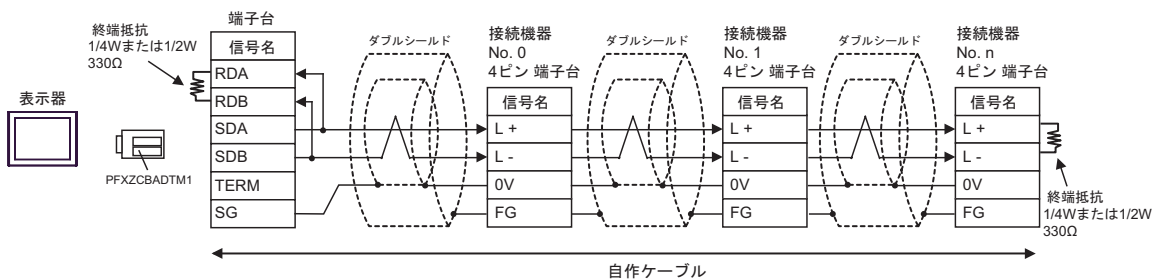 表示器
PFXZCBADTM1
終端抵抗
1/4Wまたは1/2W
330Ω
端子台
信号名
RDA
RDB
SDA
SDB
TERM
SG
ダブルシールド
接続機器
No. 0
4ピン 端子台
信号名
L +
L -
0V
FG
ダブルシールド
接続機器
No. 1
4ピン 端子台
信号名
L +
L -
0V
FG
ダブルシールド
接続機器
No. n
4ピン 端子台
信号名
L +
L -
0V
FG
終端抵抗
1/4Wまたは1/2W
330Ω
自作ケーブル